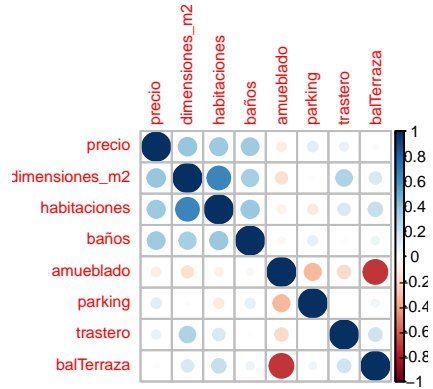 precio
dimensiones_m2
habitaciones
baños
amueblado
parking
trastero
balTerraza
precio
dimensiones_m2
habitaciones
baños
amueblado
parking
trastero
balTerraza
1
0.8
0.6
0.4
0.2
0
−0.2
−0.4
−0.6
−0.8
−1